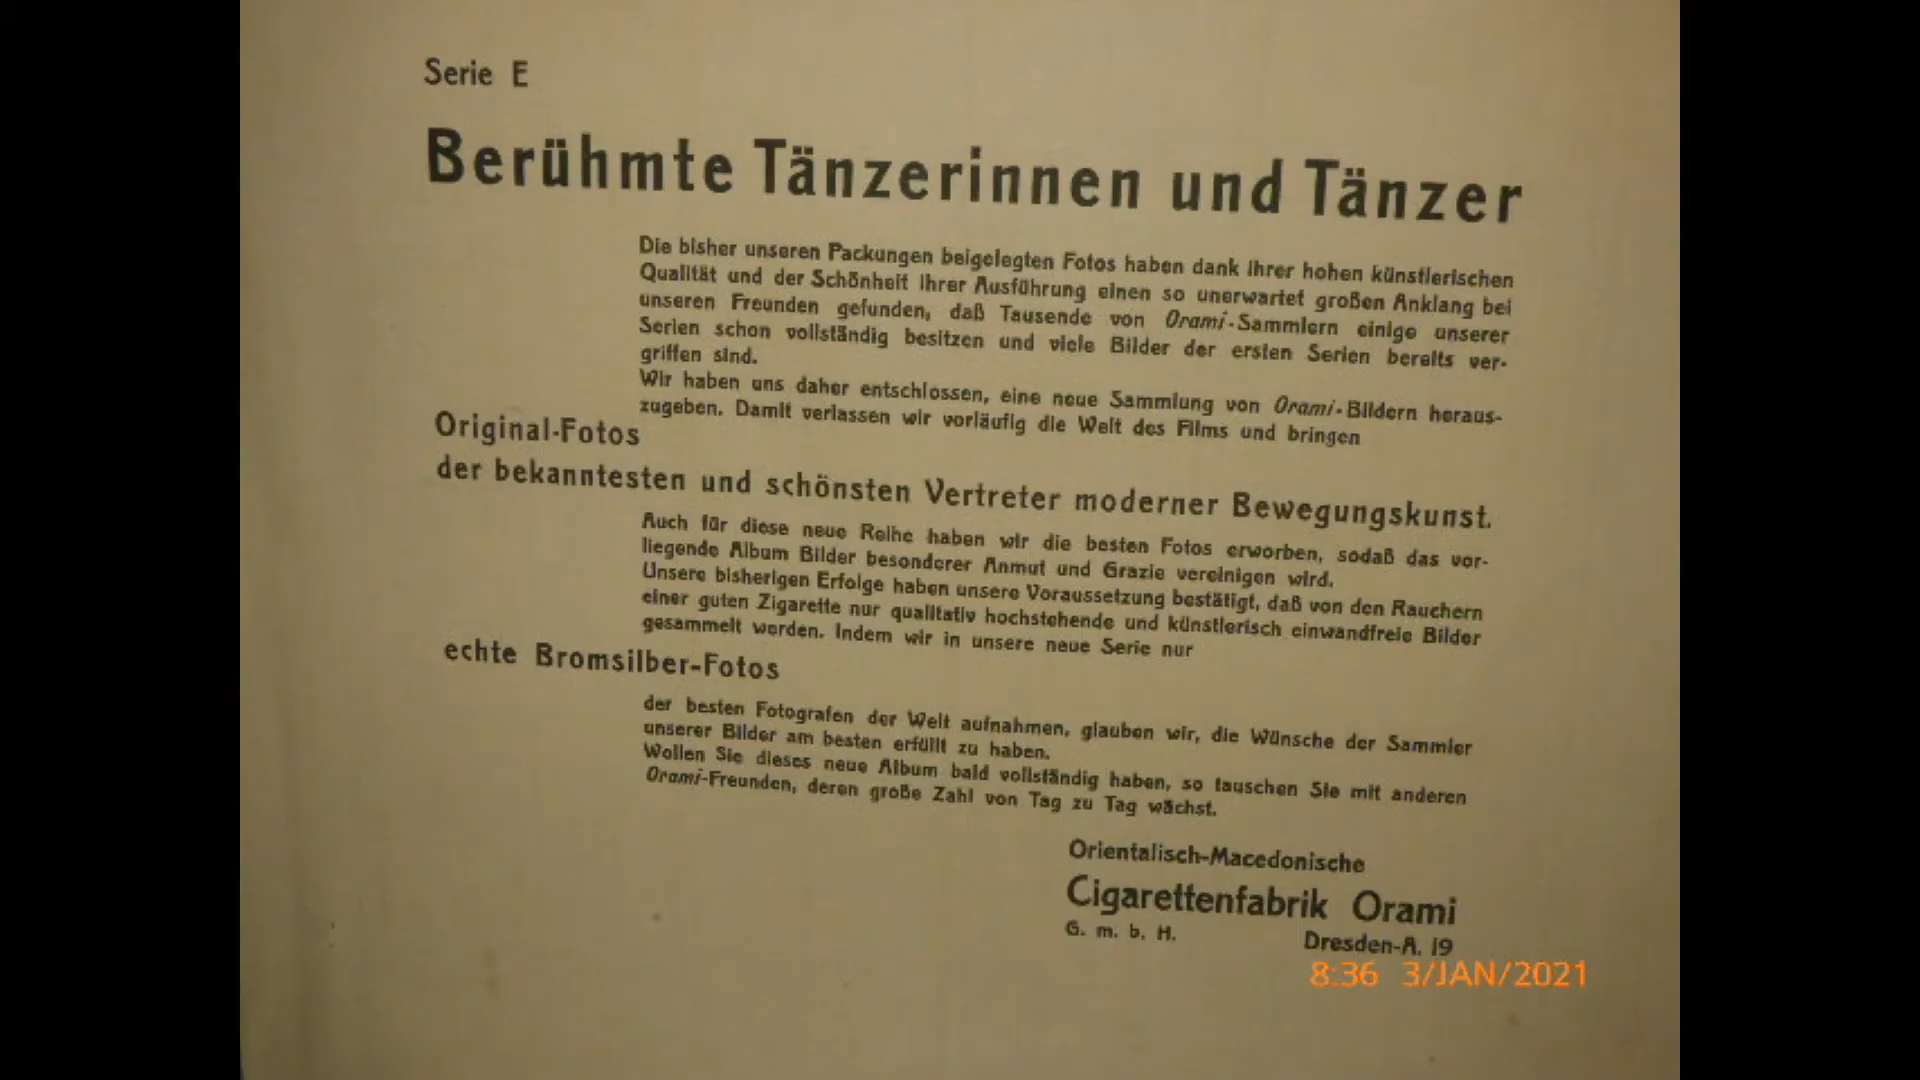 Serie E
Berühmte Tänzerinnen und Tänzer
Die bisher unseren Packungen beigelegten Fotos haben dank ihrer hohen künstlerischen
Qualität und der Schönheit ihrer Ausführung einen so unerwartet großen Anklang bei
unseren Freunden gefunden, daß Tausende von Orami-Sammlern einige unserer
Serien schon vollständig besitzen und viele Bilder der ersten Serien bereits ver-
griffen sind.
Wir haben uns daher entschlossen, eine neue Sammlung von Orami-Bildern heraus-
zugeben. Damit verlassen wir vorläufig die Welt des Films und bringen
Original-Fotos
der bekanntesten und schönsten Vertreter moderner Bewegungskunst.
Auch für diese neue Reihe haben wir die besten Fotos erworben, sodaß das vor-
liegende Album Bilder besonderer Anmut und Grazie vereinigen wird.
Unsere bisherigen Erfolge haben unsere Voraussetzung bestätigt, daß von den Rauchern
einer guten Zigarette nur qualitativ hochstehende und künstlerisch einwandfreie Bilder
gesammelt werden. Indem wir in unsere neue Serie nur
echte Bromsilber-Fotos
der besten Fotografen der Welt aufnahmen, glauben wir, die Wünsche der Sammler
unserer Bilder am besten erfüllt zu haben.
Wollen Sie dieses neue Album bald vollständig haben, so tauschen Sie mit anderen
Orami-Freunden, deren große Zahl von Tag zu Tag wächst.
Orientalisch-Macedonische
Cigarettenfabrik Orami
G. m. b. H. Dresden-A. 19
8:36 3/JAN/2021